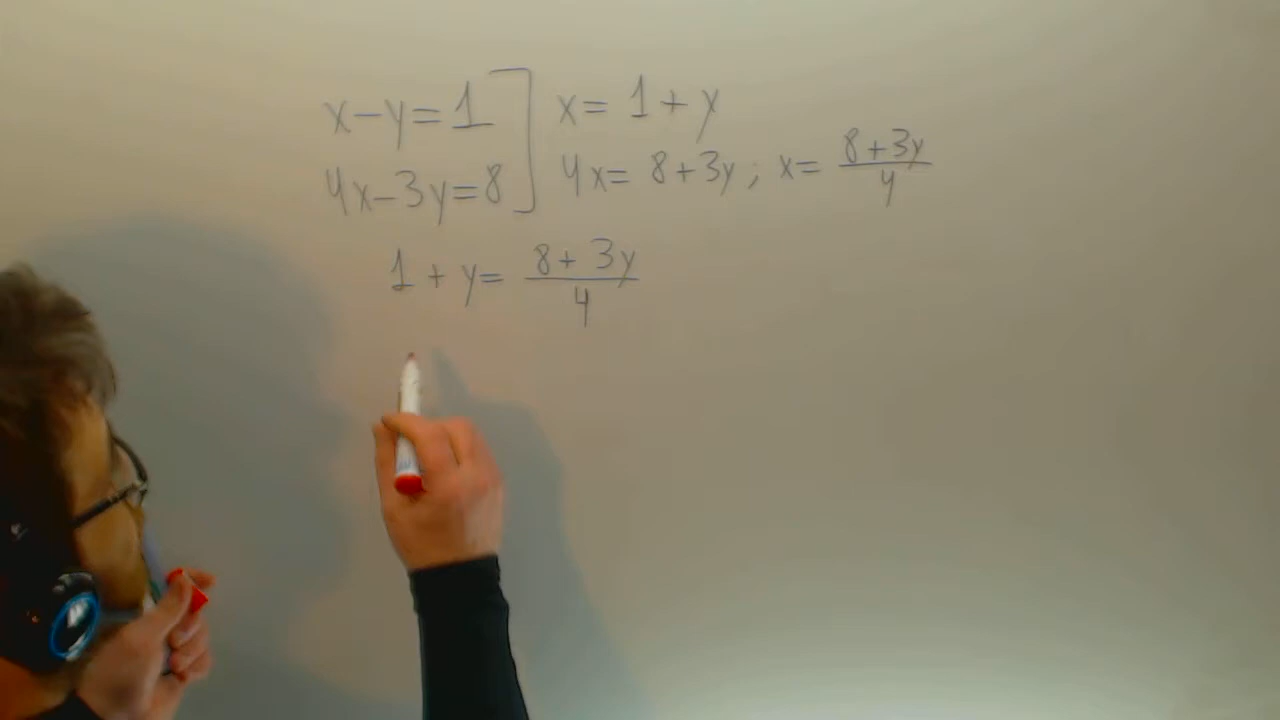 x-y=1 ] x= 1+y
4x-3y=8 ] 4x= 8+3y; x= (8+3y)/4
1+y= (8+3y)/4